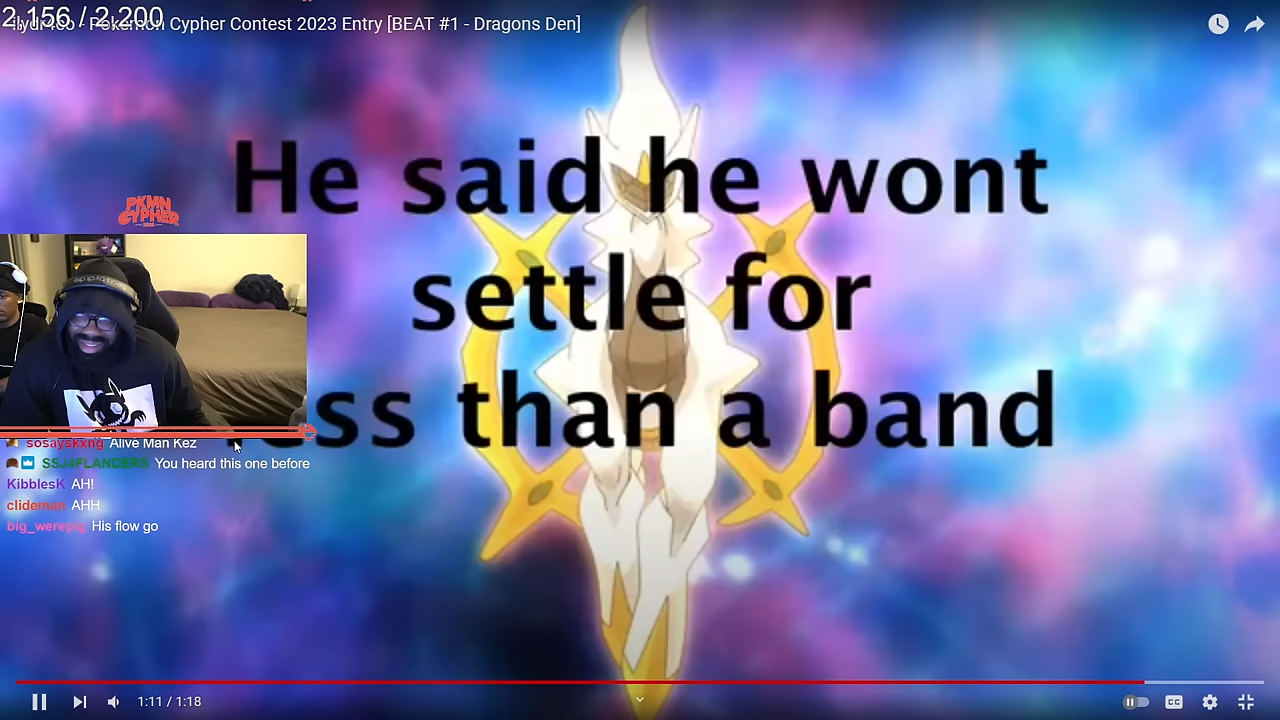 2,156 / 2,200
Pokemon Cypher Contest 2023 Entry [BEAT #1 - Dragons Den]
He said he wont
settle for
ss than a band
PKMN
CYPHER
sosayskxng Alive Man Kez
SSJ4FLANDERS You heard this one before
KibblesK AH!
clideman AHH
His flow go
1:11 / 1:18
CC